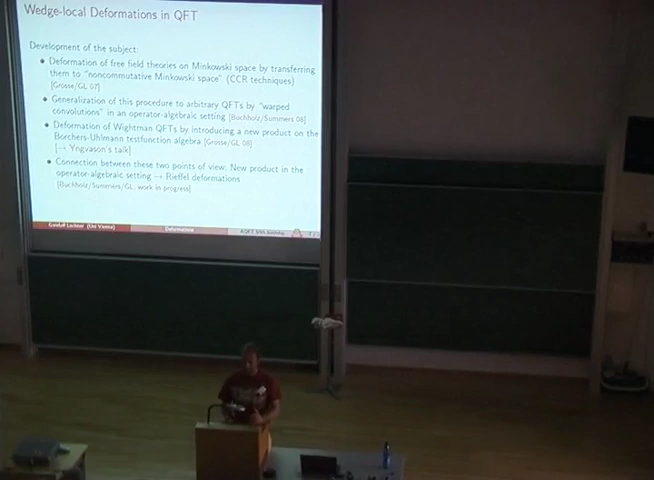 Wedge-local Deformations in QFT
Development of the subject:
Deformation of free field theories on Minkowski space by transferring
them to "noncommutative Minkowski space" (CCR techniques)
[Grosse/GL 07]
Generalization of this procedure to arbitrary QFTs by "warped
convolutions" in an operator-algebraic setting [Buchholz/Summers 08]
Deformation of Wightman QFTs by introducing a new product on the
Borchers-Uhlmann testfunction algebra [Grosse/GL 08]
[→ Yngvason's talk]
Connection between these two points of view: New product in the
operator-algebraic setting → Rieffel deformations
[Buchholz/Summers/GL, work in progress]
Gandalf Lechner (Uni Vienna) Deformations AQFT 50th